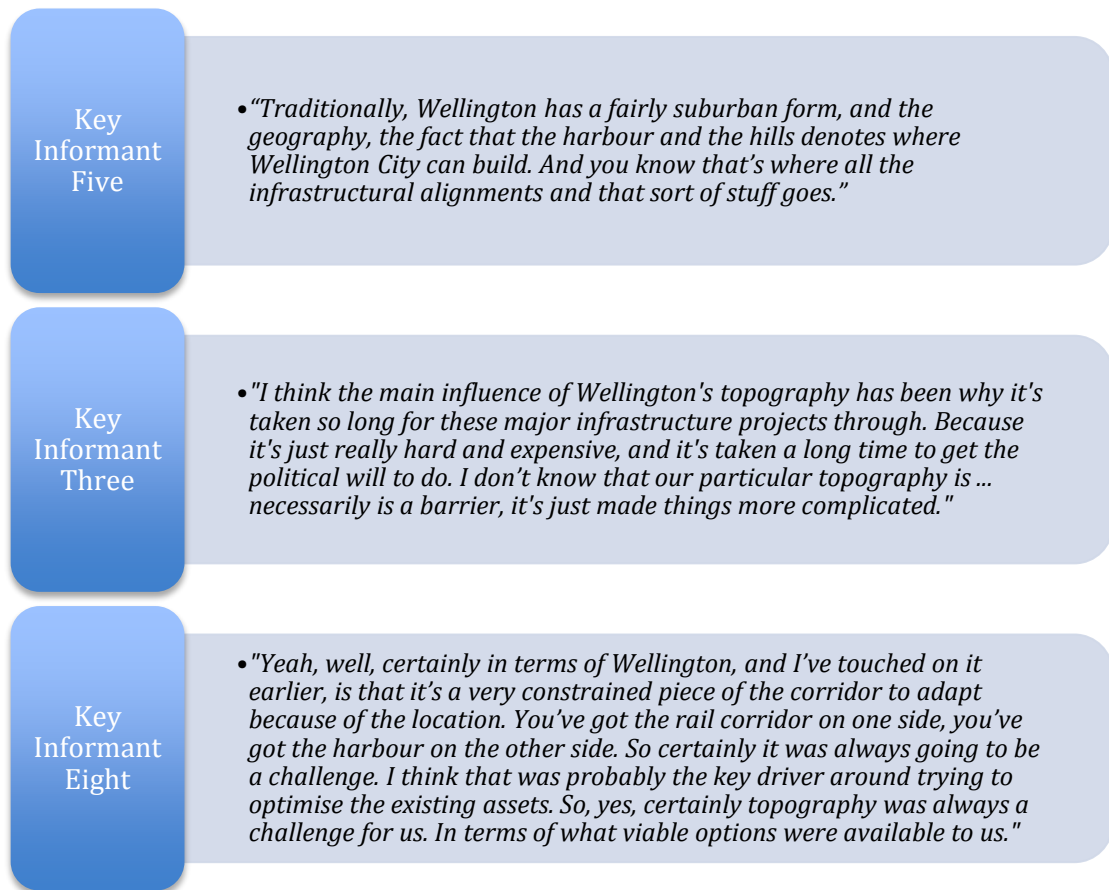 Key
Informant
Five
•“Traditionally, Wellington has a fairly suburban form, and the
geography, the fact that the harbour and the hills denotes where
Wellington City can build. And you know that’s where all the
infrastructural alignments and that sort of stuff goes.”
Key
Informant
Three
•"I think the main influence of Wellington's topography has been why it's
taken so long for these major infrastructure projects through. Because
it's just really hard and expensive, and it's taken a long time to get the
political will to do. I don’t know that our particular topography is ...
necessarily is a barrier, it's just made things more complicated."
Key
Informant
Eight
•"Yeah, well, certainly in terms of Wellington, and I’ve touched on it
earlier, is that it’s a very constrained piece of the corridor to adapt
because of the location. You’ve got the rail corridor on one side, you’ve
got the harbour on the other side. So certainly it was always going to be
a challenge. I think that was probably the key driver around trying to
optimise the existing assets. So, yes, certainly topography was always a
challenge for us. In terms of what viable options were available to us."